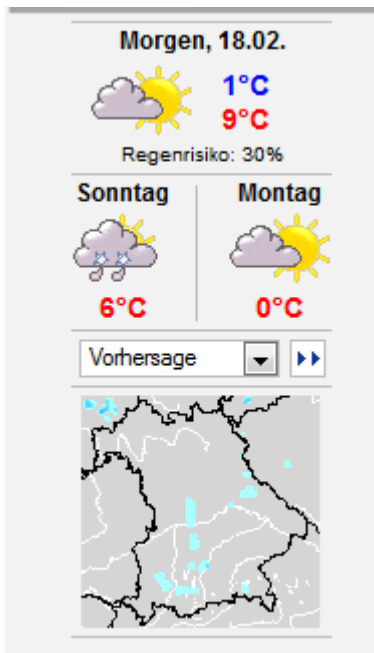 Morgen, 18.02.
1°C
9°C
Regenrisiko: 30%
Sonntag Montag
6°C 0°C
Vorhersage